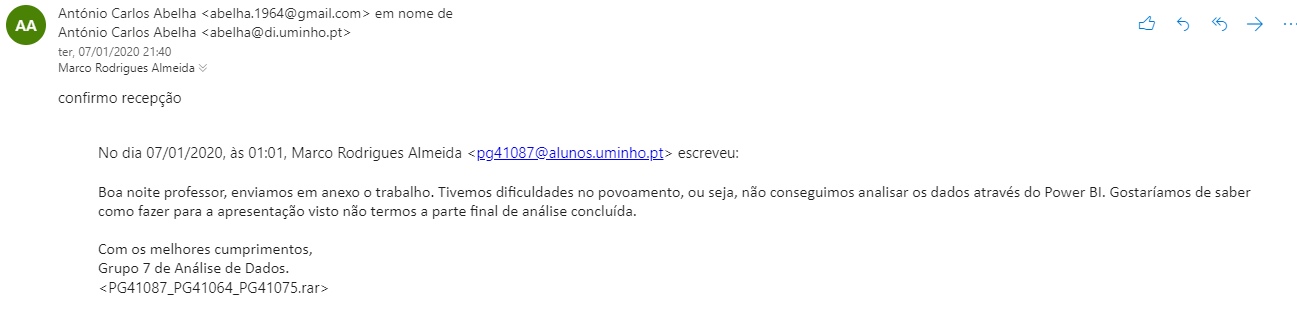 AA
António Carlos Abelha <abelha.1964@gmail.com> em nome de
António Carlos Abelha <abelha@di.uminho.pt>
ter, 07/01/2020 21:40
Marco Rodrigues Almeida
confirmo recepção
No dia 07/01/2020, às 01:01, Marco Rodrigues Almeida <pg41087@alunos.uminho.pt> escreveu:
Boa noite professor, enviamos em anexo o trabalho. Tivemos dificuldades no povoamento, ou seja, não conseguimos analisar os dados através do Power BI. Gostaríamos de saber
como fazer para a apresentação visto não termos a parte final de análise concluída.
Com os melhores cumprimentos,
Grupo 7 de Análise de Dados.
<PG41087_PG41064_PG41075.rar>